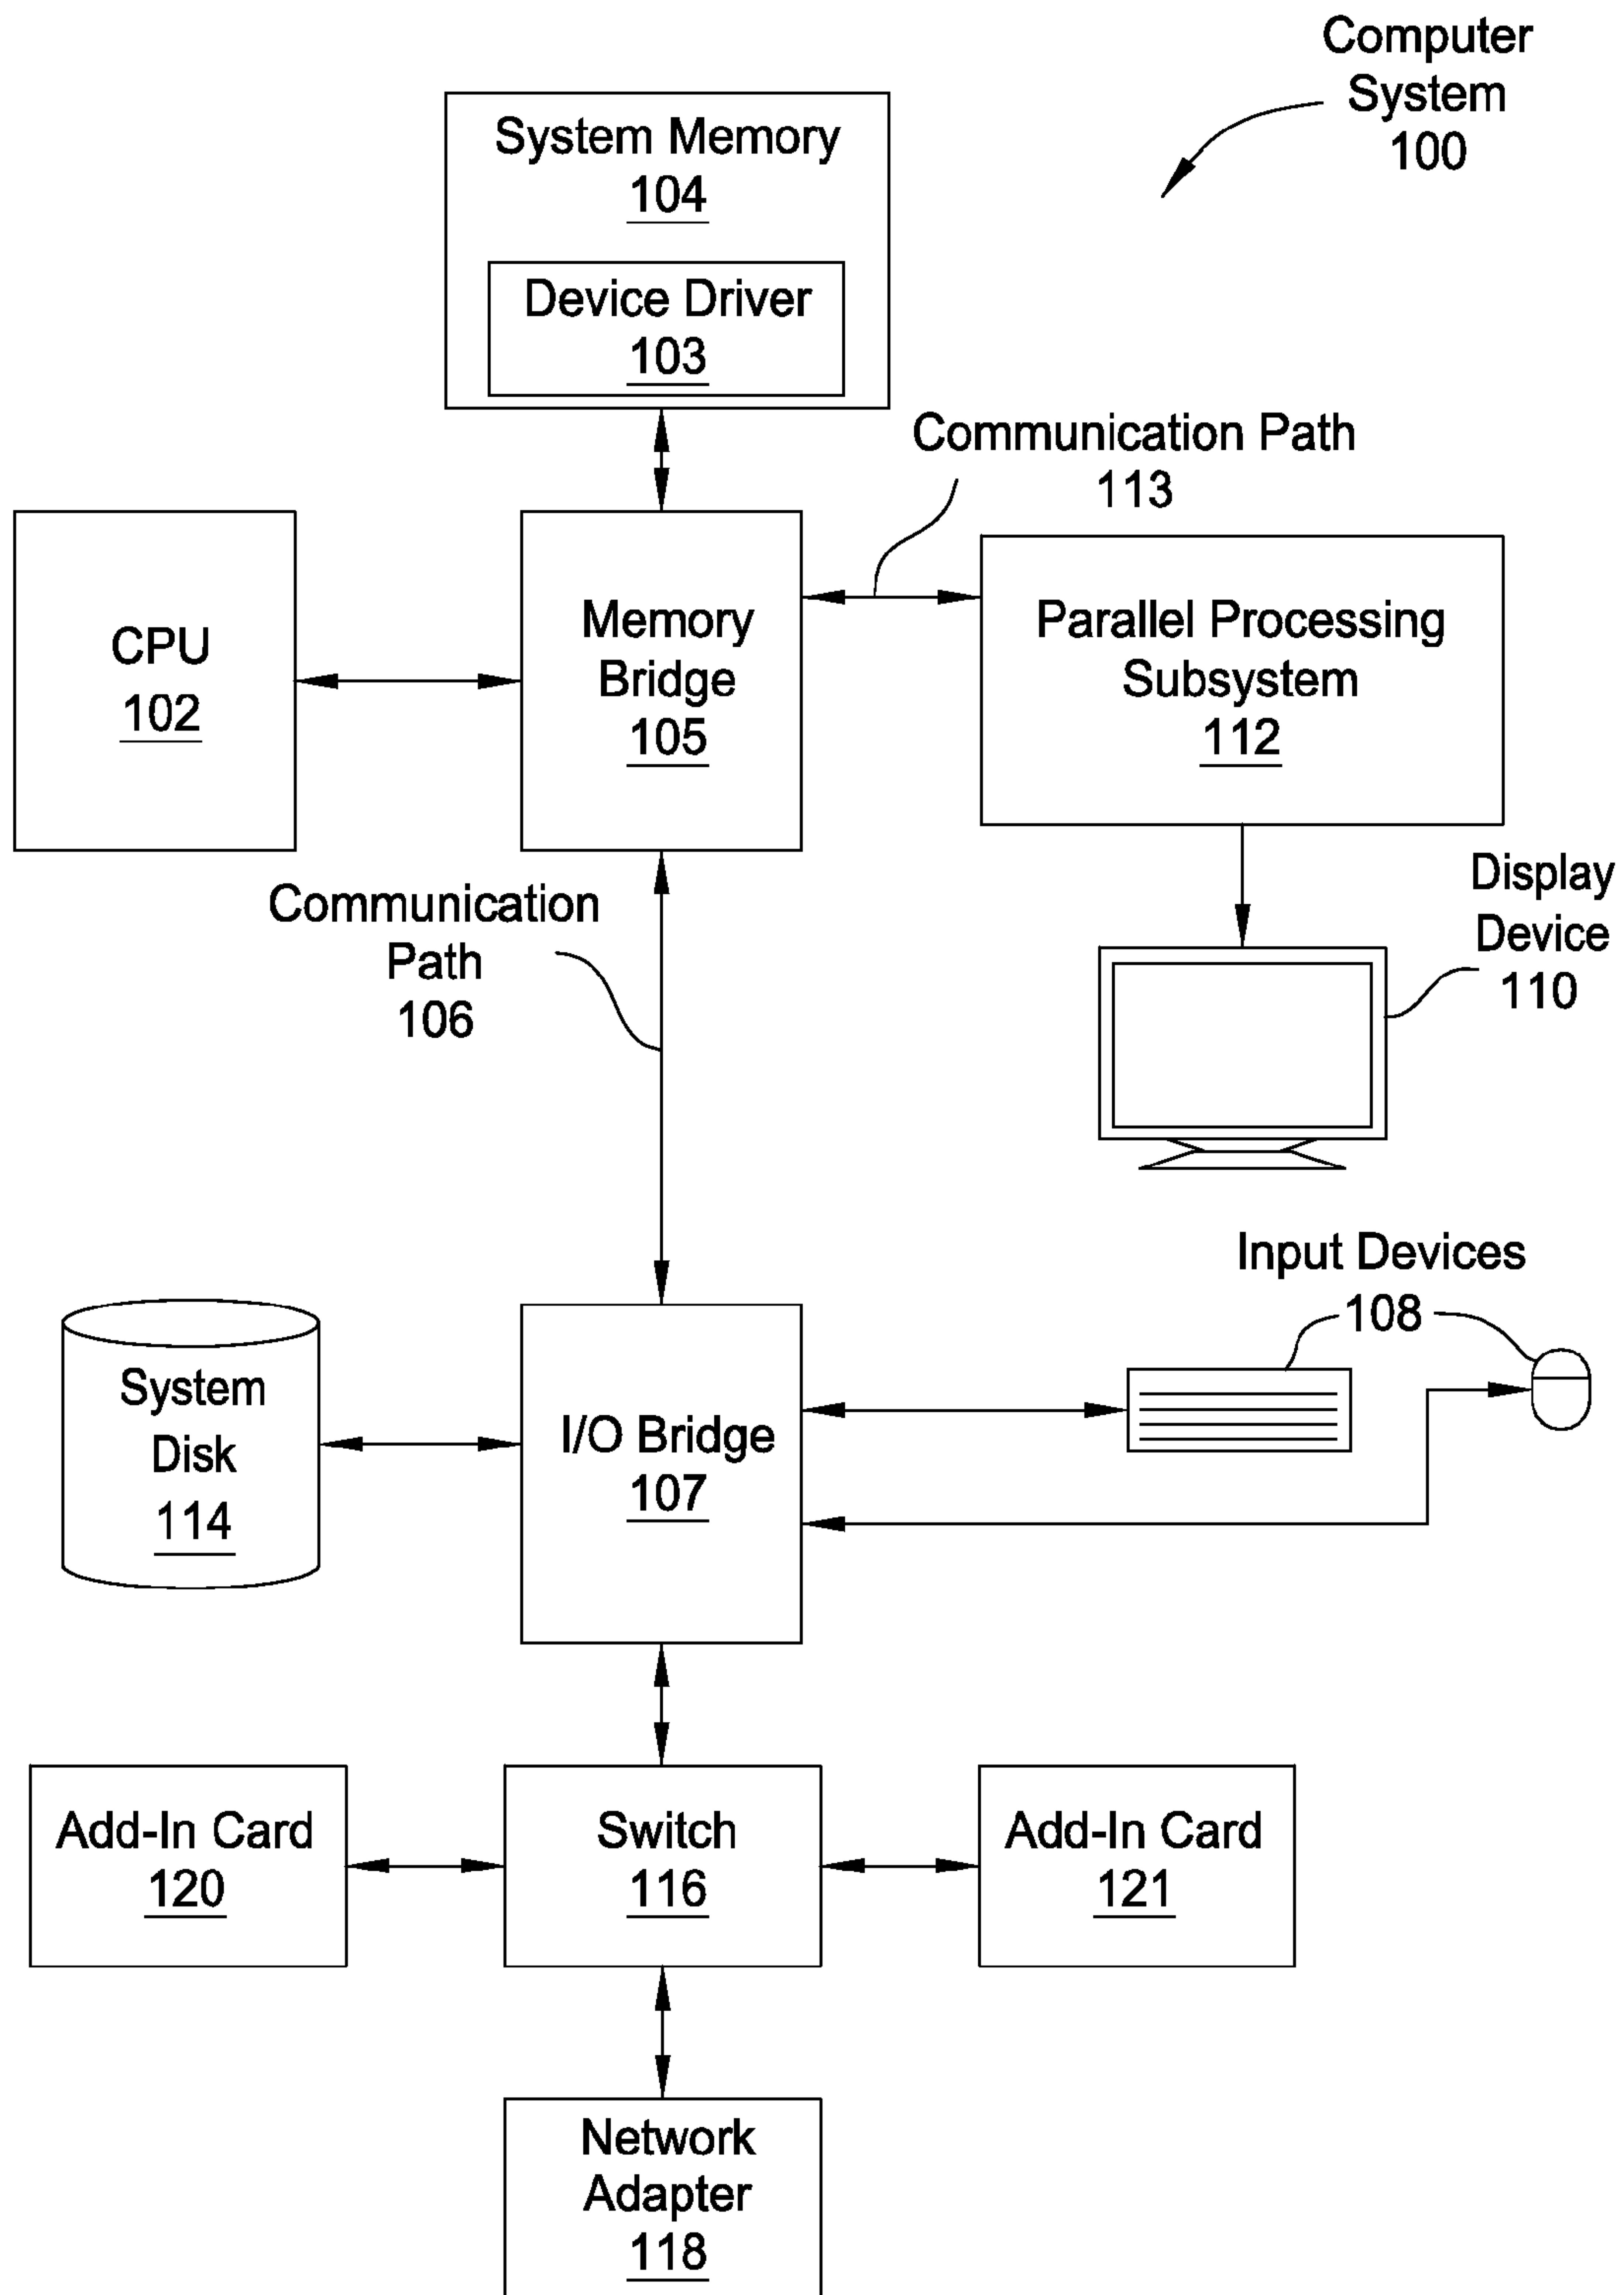 Computer
System
100
System Memory
104
Device Driver
103
Communication Path
113
CPU
102
Memory
Bridge
105
Parallel Processing
Subsystem
112
Communication
Path
106
Display
Device
110
Input Devices
108
System
Disk
114
I/O Bridge
107
Add-In Card
120
Switch
116
Add-In Card
121
Network
Adapter
118